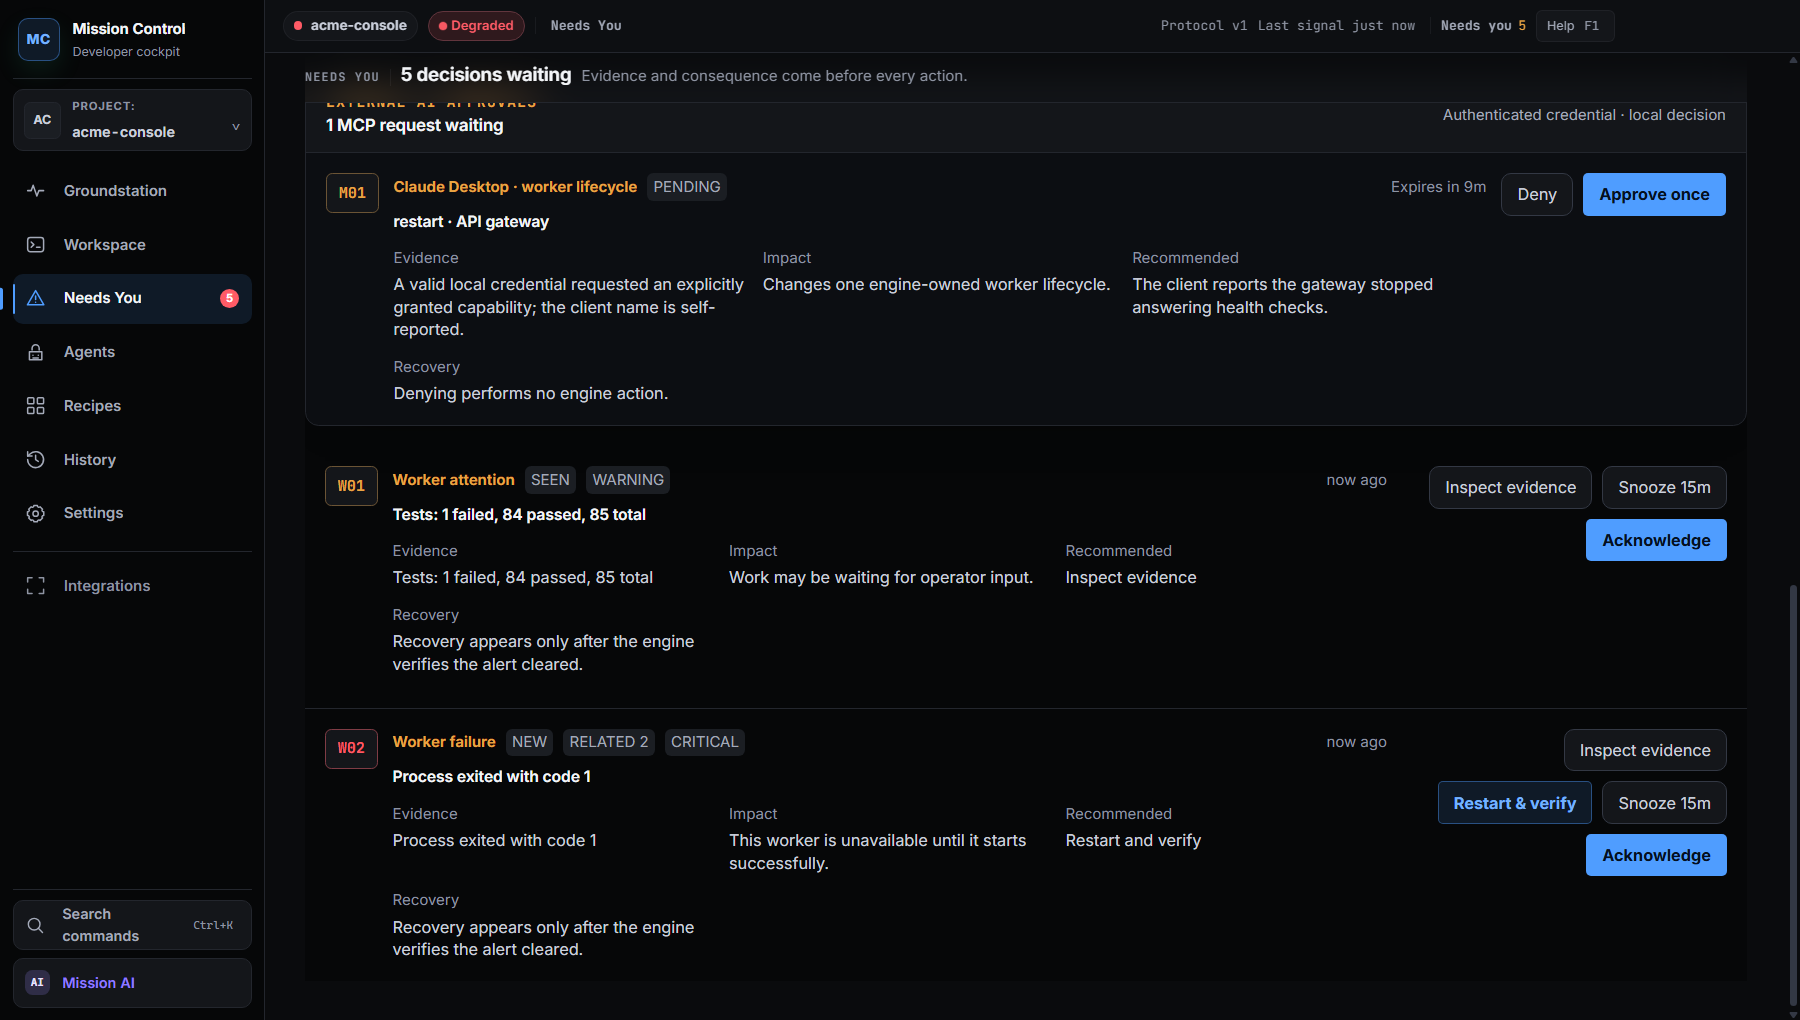 MC
Mission Control
Developer cockpit
AC
PROJECT:
acme-console
v
Groundstation
Workspace
Needs You
5
Agents
Recipes
History
Settings
Integrations
Search
commands
Ctrl+K
AI
Mission AI
acme-console
Degraded
Needs You
Protocol v1
Last signal just now
Needs you 5
Help F1
NEEDS YOU
5 decisions waiting
Evidence and consequence come before every action.
EXTERNAL AI APPROVALS
1 MCP request waiting
Authenticated credential · local decision
M01
Claude Desktop · worker lifecycle
PENDING
Expires in 9m
Deny
Approve once
restart · API gateway
Evidence
A valid local credential requested an explicitly
granted capability; the client name is self-
reported.
Impact
Changes one engine-owned worker lifecycle.
Recommended
The client reports the gateway stopped
answering health checks.
Recovery
Denying performs no engine action.
W01
Worker attention
SEEN
WARNING
now ago
Inspect evidence
Snooze 15m
Acknowledge
Tests: 1 failed, 84 passed, 85 total
Evidence
Tests: 1 failed, 84 passed, 85 total
Impact
Work may be waiting for operator input.
Recommended
Inspect evidence
Recovery
Recovery appears only after the engine
verifies the alert cleared.
W02
Worker failure
NEW
RELATED 2
CRITICAL
now ago
Inspect evidence
Restart & verify
Snooze 15m
Acknowledge
Process exited with code 1
Evidence
Process exited with code 1
Impact
This worker is unavailable until it starts
successfully.
Recommended
Restart and verify
Recovery
Recovery appears only after the engine
verifies the alert cleared.